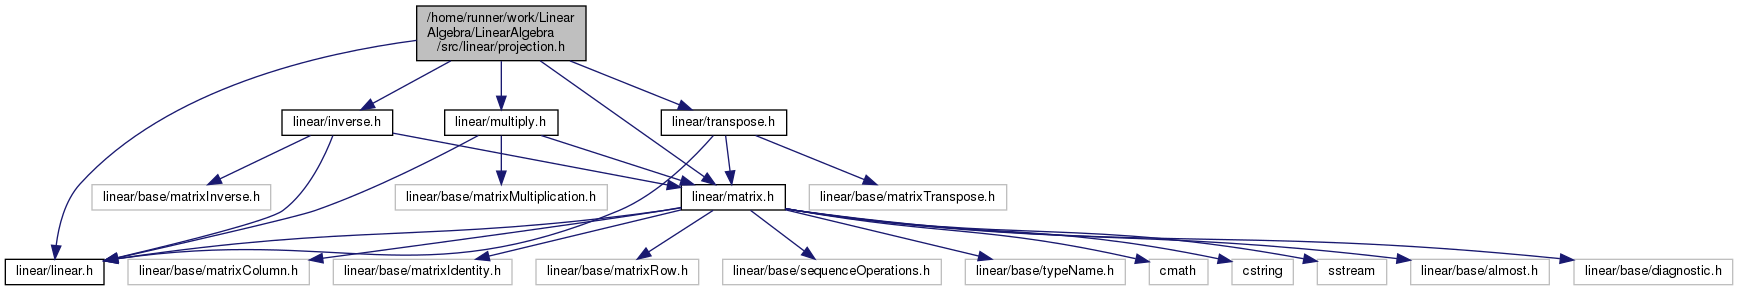 /home/runner/work/Linear
Algebra/LinearAlgebra
/src/linear/projection.h
linear/inverse.h
linear/multiply.h
linear/transpose.h
linear/base/matrixInverse.h
linear/base/matrixMultiplication.h
linear/matrix.h
linear/base/matrixTranspose.h
linear/linear.h
linear/base/matrixColumn.h
linear/base/matrixIdentity.h
linear/base/matrixRow.h
linear/base/sequenceOperations.h
linear/base/typeName.h
cmath
cstring
sstream
linear/base/almost.h
linear/base/diagnostic.h